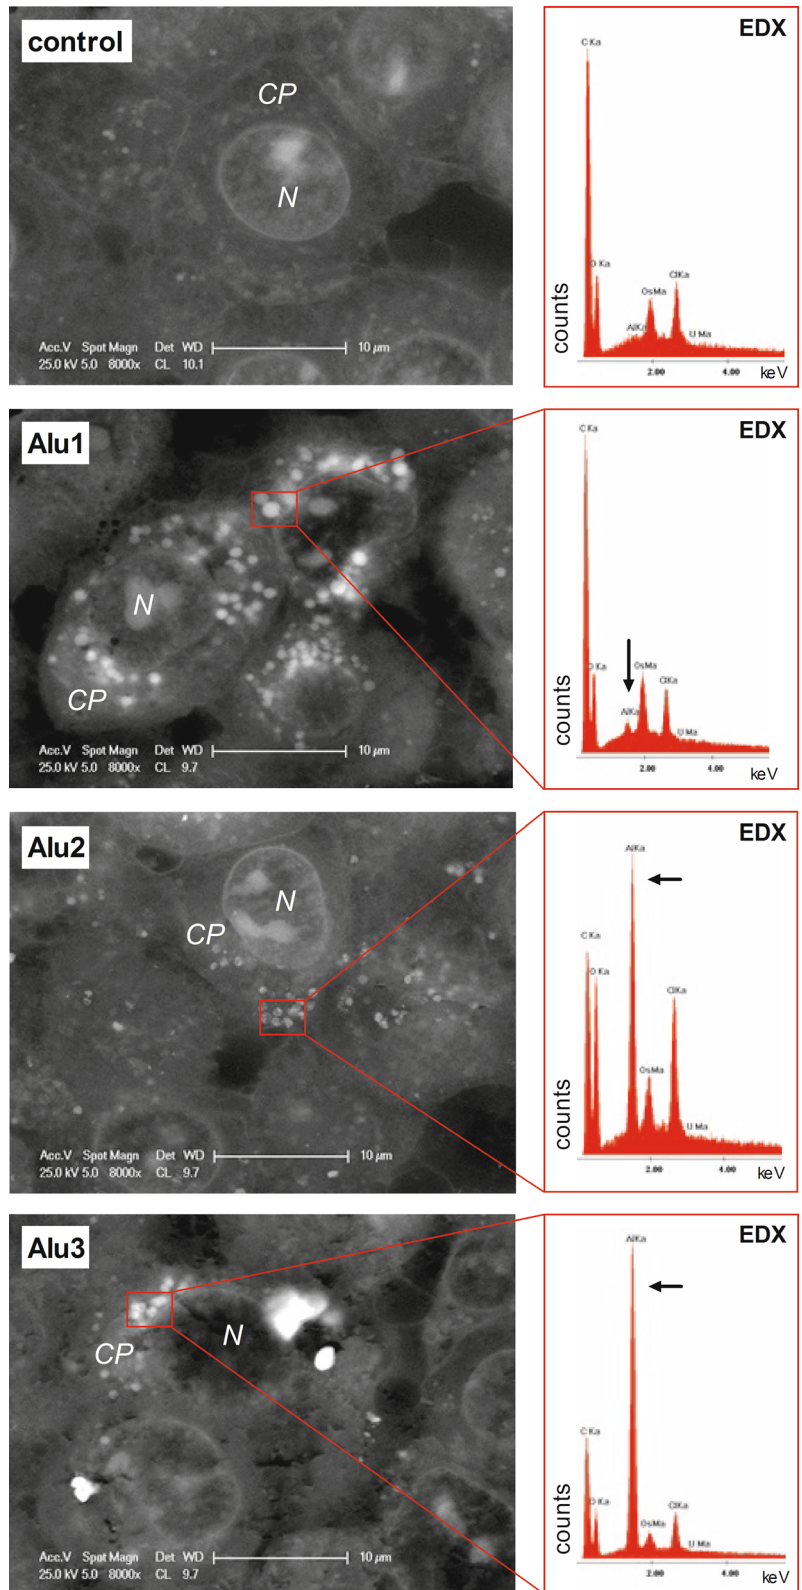 control
CP
N
Acc.V Spot Magn Det WD 10 µm
25.0 kV 5.0 8000x CL 10.1
EDX
C Ka
O Ka
OsMa
ClKa
AlKa
U Ma
counts
2.00 4.00 keV
Alu1
N
CP
Acc.V Spot Magn Det WD 10 µm
25.0 kV 5.0 8000x CL 9.7
EDX
C Ka
O Ka
OsMa
ClKa
AlKa
U Ma
counts
2.00 4.00
keV
Alu2
N
CP
Acc.V Spot Magn Det WD 10 µm
25.0 kV 5.0 8000x CL 9.7
EDX
AlKa
C Ka
O Ka
ClKa
OsMa
U Ma
counts
2.00 4.00
keV
Alu3
N
CP
Acc.V Spot Magn Det WD 10 µm
25.0 kV 5.0 8000x CL 9.7
EDX
AlKa
C Ka
O Ka
ClKa
OsMa
U Ma
counts
2.00 4.00 keV